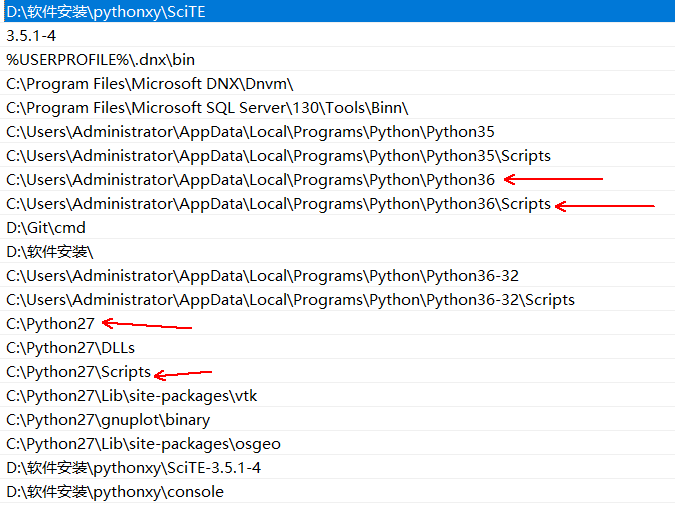 D:\软件安装\pythonxy\SciTE
3.5.1-4
%USERPROFILE%\.dnx\bin
C:\Program Files\Microsoft DNX\Dnvm\
C:\Program Files\Microsoft SQL Server\130\Tools\Binn\
C:\Users\Administrator\AppData\Local\Programs\Python\Python35
C:\Users\Administrator\AppData\Local\Programs\Python\Python35\Scripts
C:\Users\Administrator\AppData\Local\Programs\Python\Python36
C:\Users\Administrator\AppData\Local\Programs\Python\Python36\Scripts
D:\Git\cmd
D:\软件安装\
C:\Users\Administrator\AppData\Local\Programs\Python\Python36-32
C:\Users\Administrator\AppData\Local\Programs\Python\Python36-32\Scripts
C:\Python27
C:\Python27\DLLs
C:\Python27\Scripts
C:\Python27\Lib\site-packages\vtk
C:\Python27\gnuplot\binary
C:\Python27\Lib\site-packages\osgeo
D:\软件安装\pythonxy\SciTE-3.5.1-4
D:\软件安装\pythonxy\console